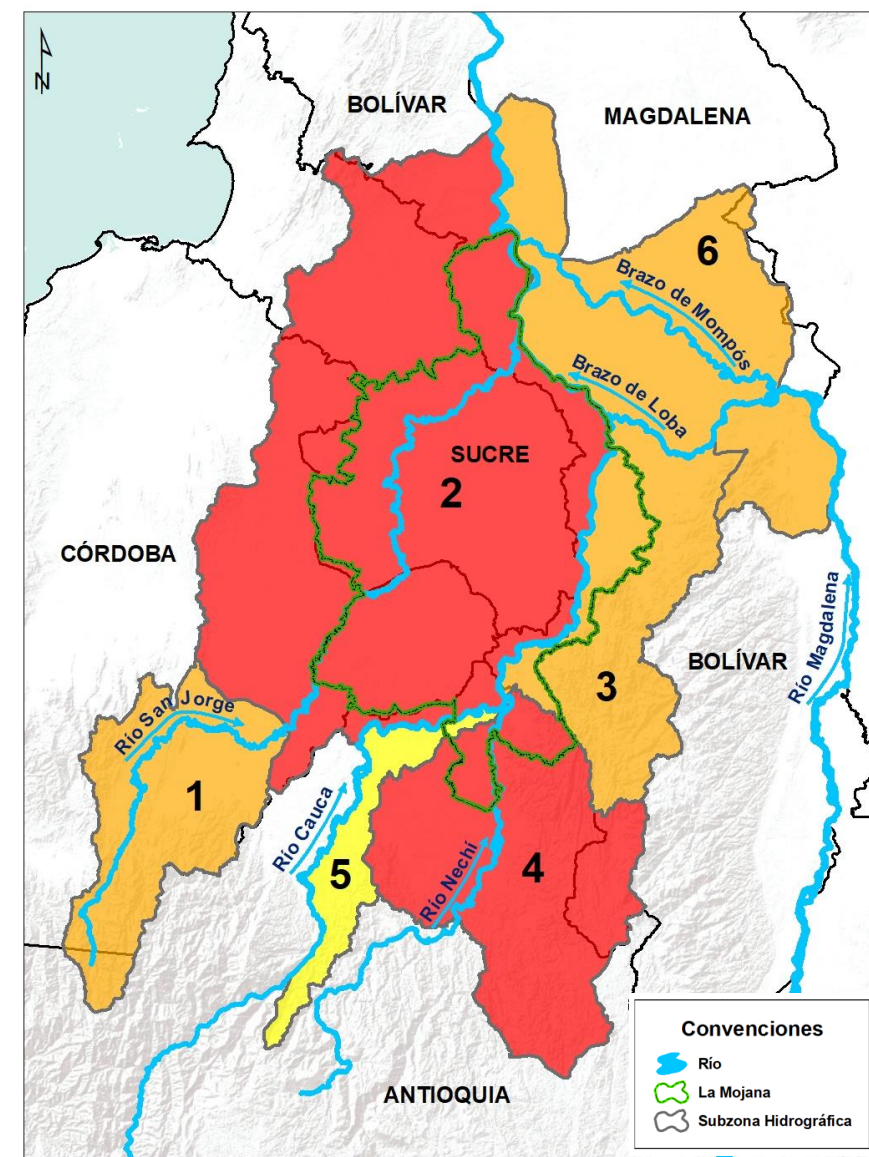 N
BOLÍVAR
MAGDALENA
6
Brazo de Mompós
Brazo de Loba
SUCRE
2
CÓRDOBA
BOLÍVAR
Río Magdalena
3
Río San Jorge
1
Río Cauca
5
Río Nechí
4
ANTIOQUIA
Convenciones
Río
La Mojana
Subzona Hidrográfica